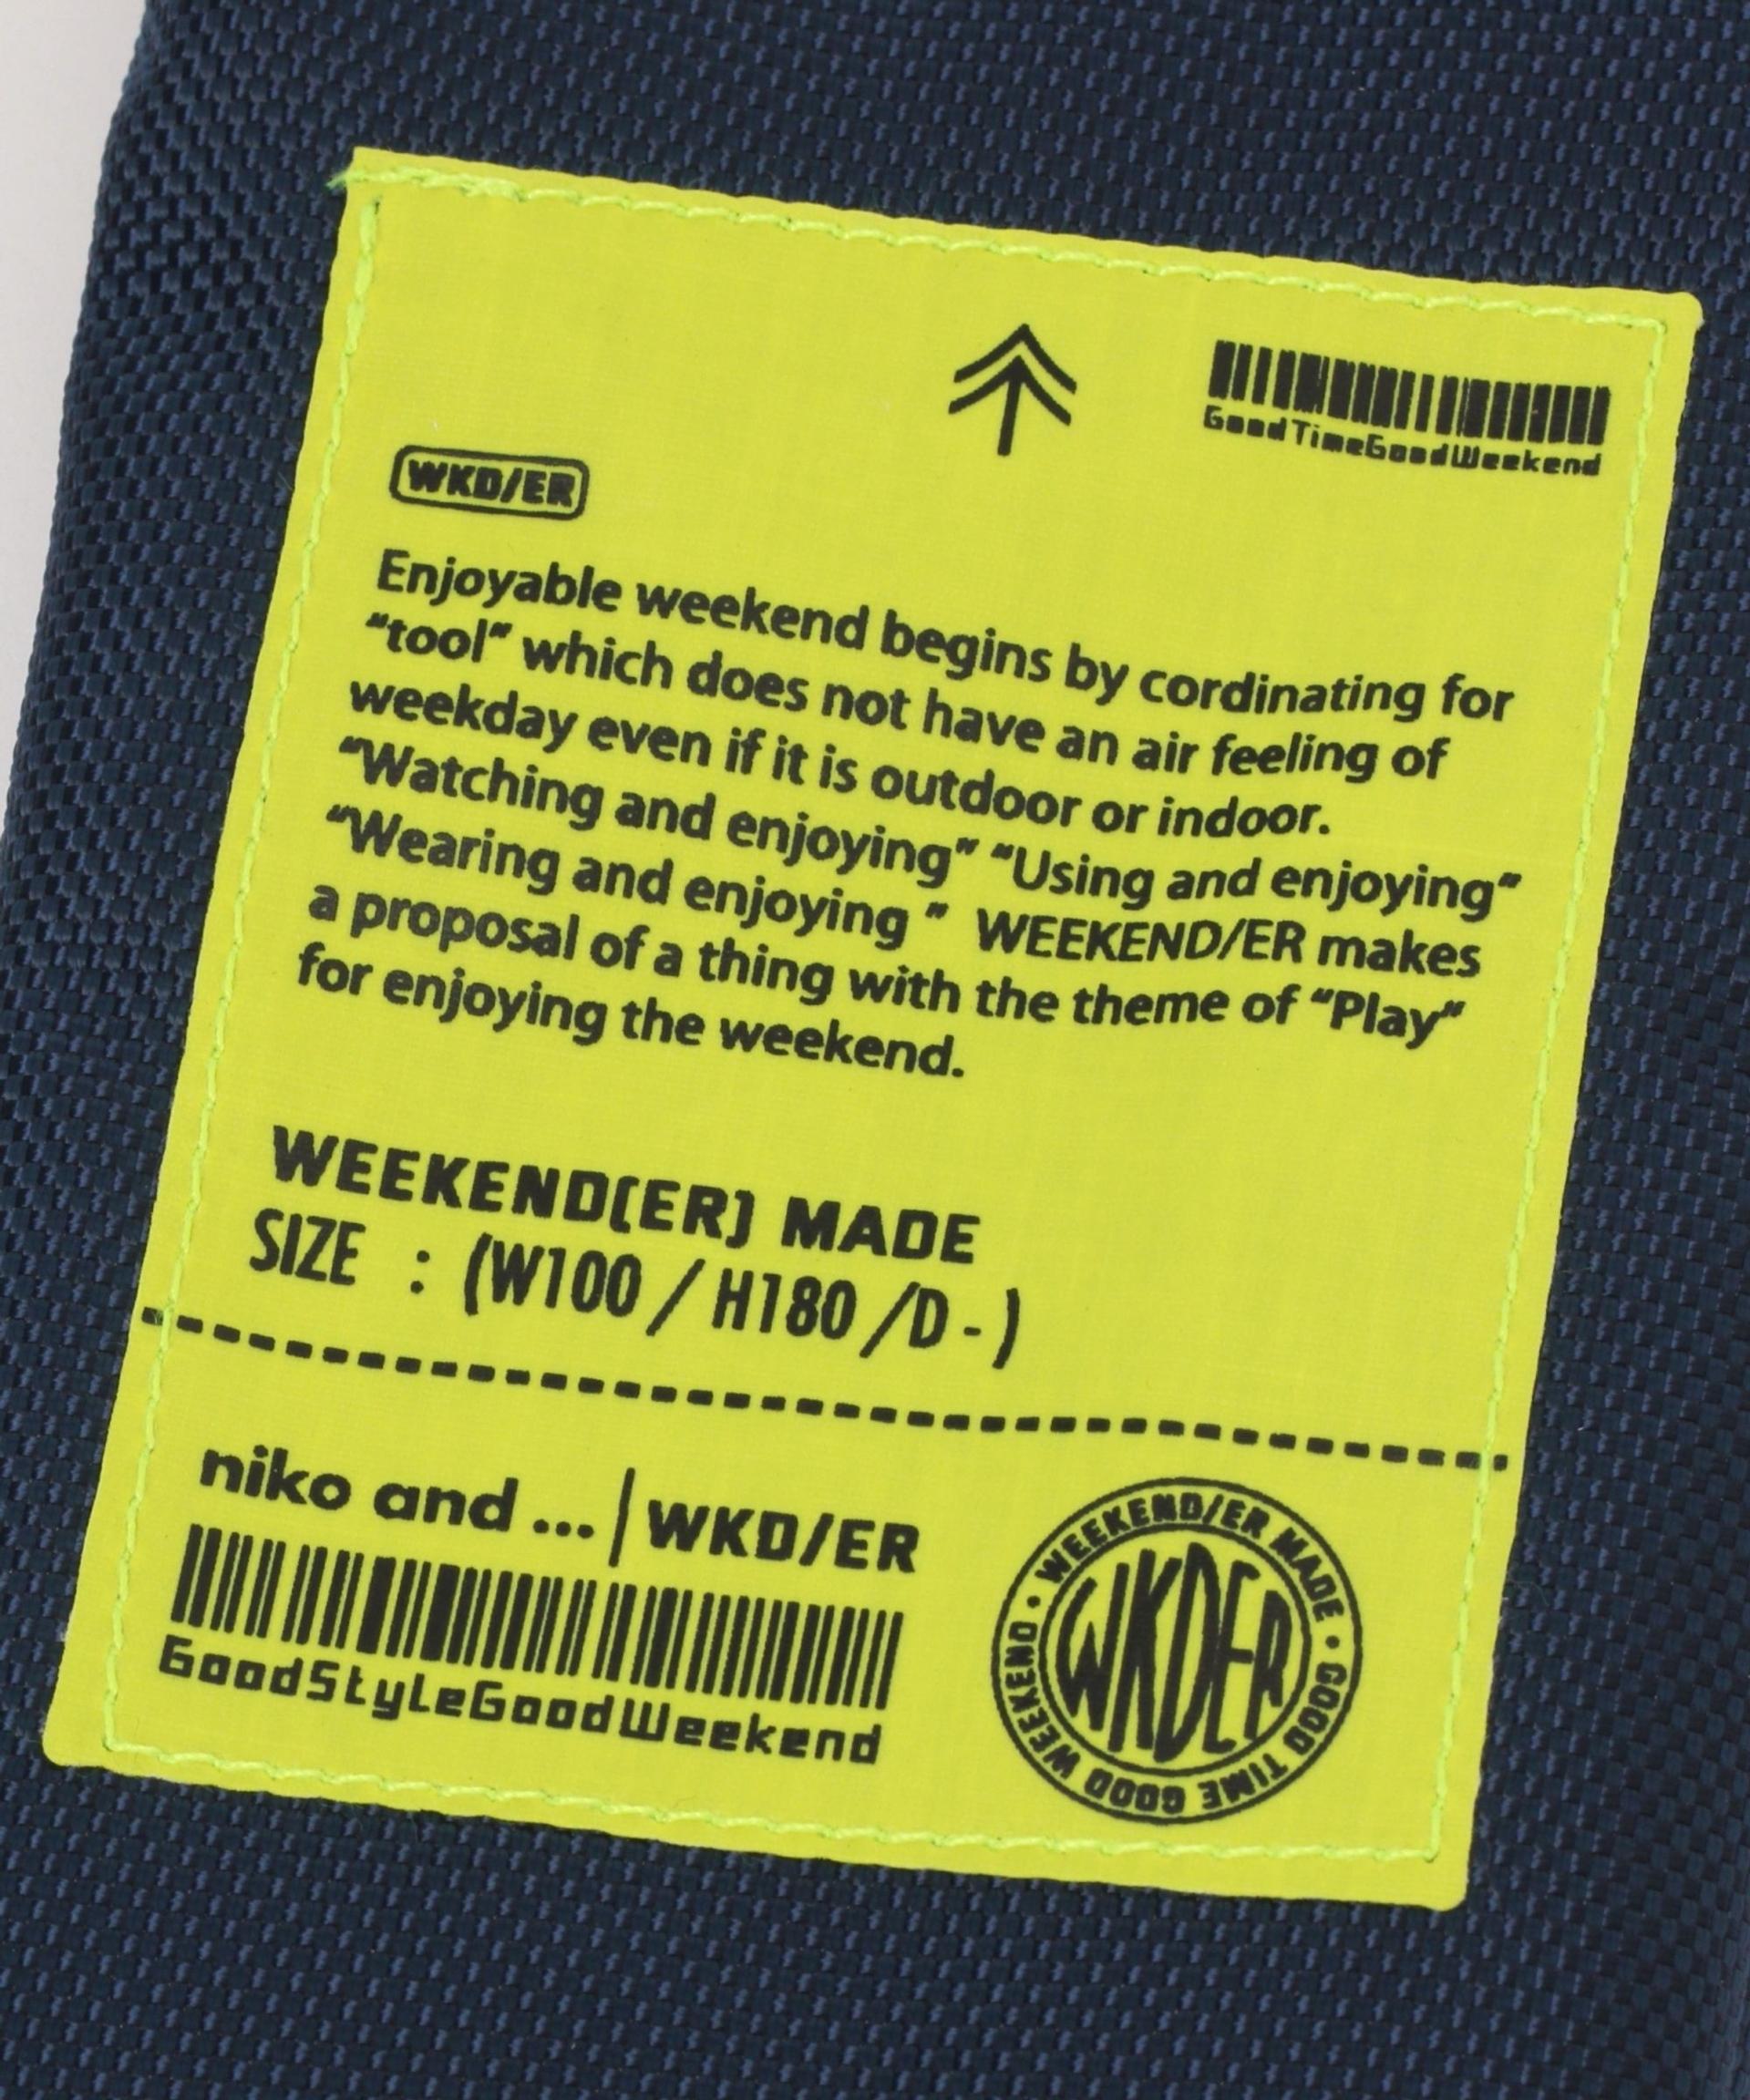 GoodTimeGoodWeekend
WKD/ER
Enjoyable weekend begins by cordinating for
“tool” which does not have an air feeling of
weekday even if it is outdoor or indoor.
“Watching and enjoying” “Using and enjoying”
“Wearing and enjoying ” WEEKEND/ER makes
a proposal of a thing with the theme of “Play”
for enjoying the weekend.
WEEKEND(ER) MADE
SIZE : (W100 / H180 /D - )
niko and ... | WKD/ER
GoodStyleGoodWeekend
WEEKEND/ER MADE • GOOD TIME GOOD WEEKEND •
WKDER